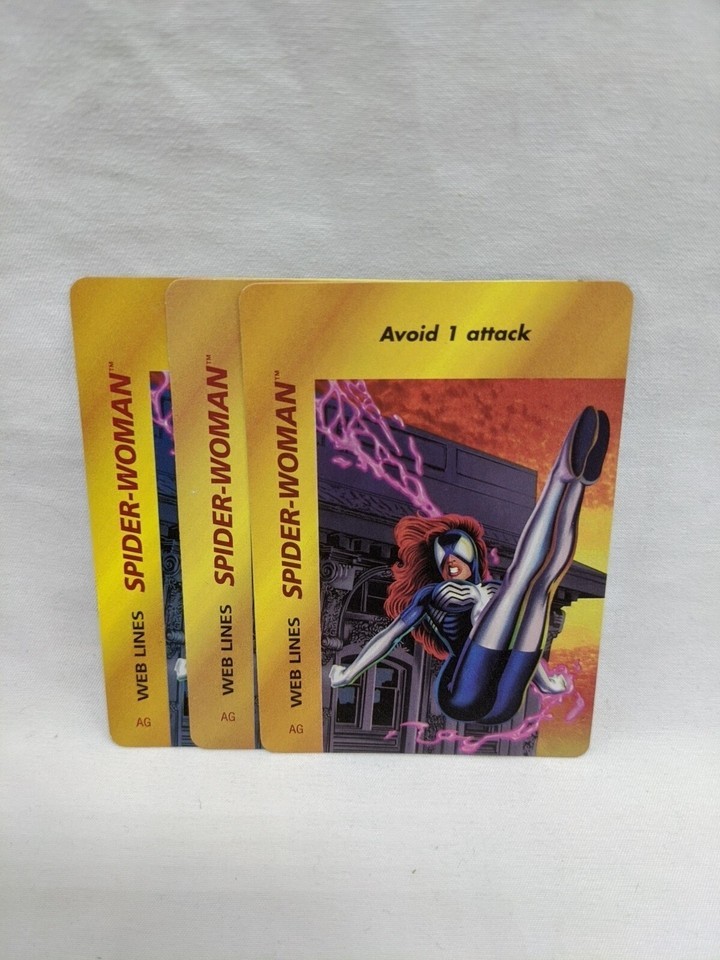 SPIDER-WOMAN™
WEB LINES
AG
SPIDER-WOMAN™
WEB LINES
AG
Avoid 1 attack
SPIDER-WOMAN™
WEB LINES
AG